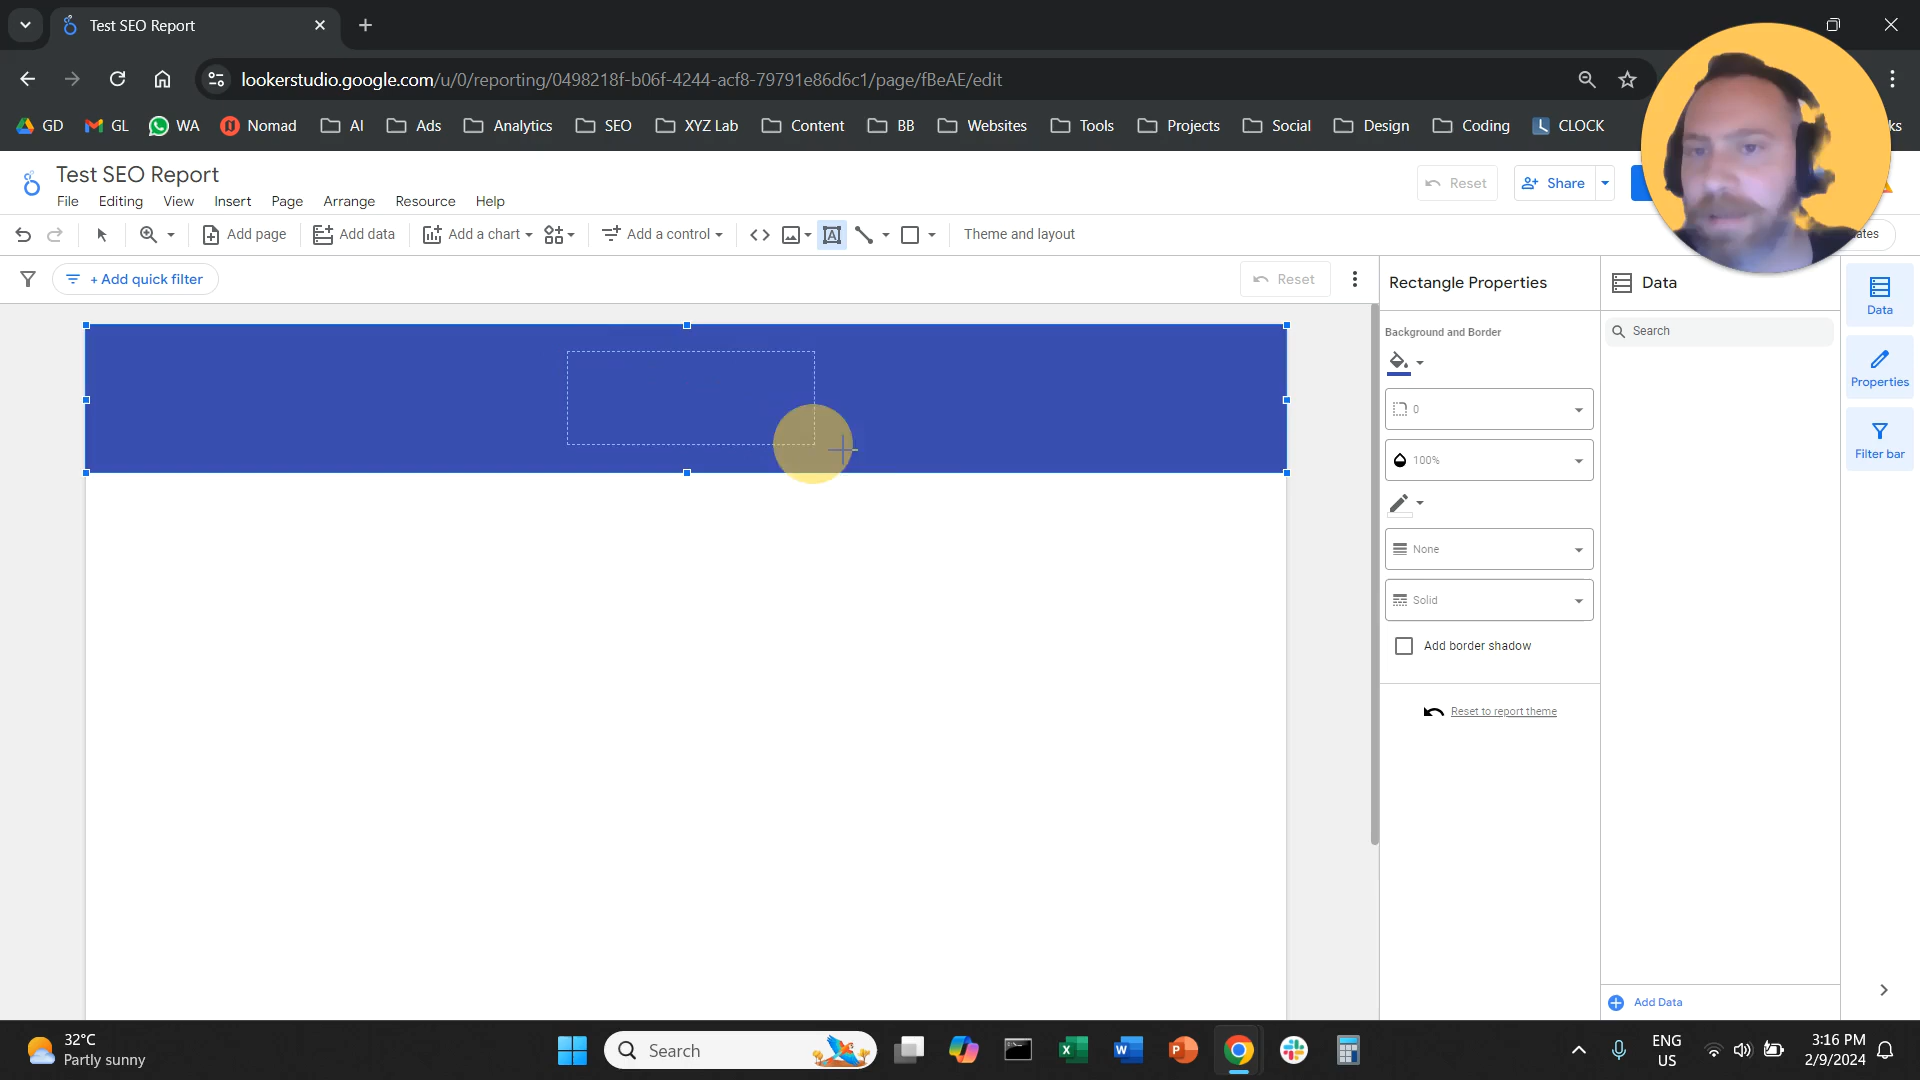 Test SEO Report
lookerstudio.google.com/u/0/reporting/0498218f-b06f-4244-acf8-79791e86d6c1/page/fBeAE/edit
GD GL WA Nomad AI Ads Analytics SEO XYZ Lab Content BB Websites Tools Projects Social Design Coding CLOCK
Test SEO Report
File Editing View Insert Page Arrange Resource Help
Reset Share
Add page Add data Add a chart Add a control Theme and layout
+ Add quick filter
Reset
Rectangle Properties
Data
Background and Border
Search
0
100%
None
Solid
Add border shadow
Reset to report theme
Data
Properties
Filter bar
Add Data
32°C
Partly sunny
Search
ENG
US
3:16 PM
2/9/2024